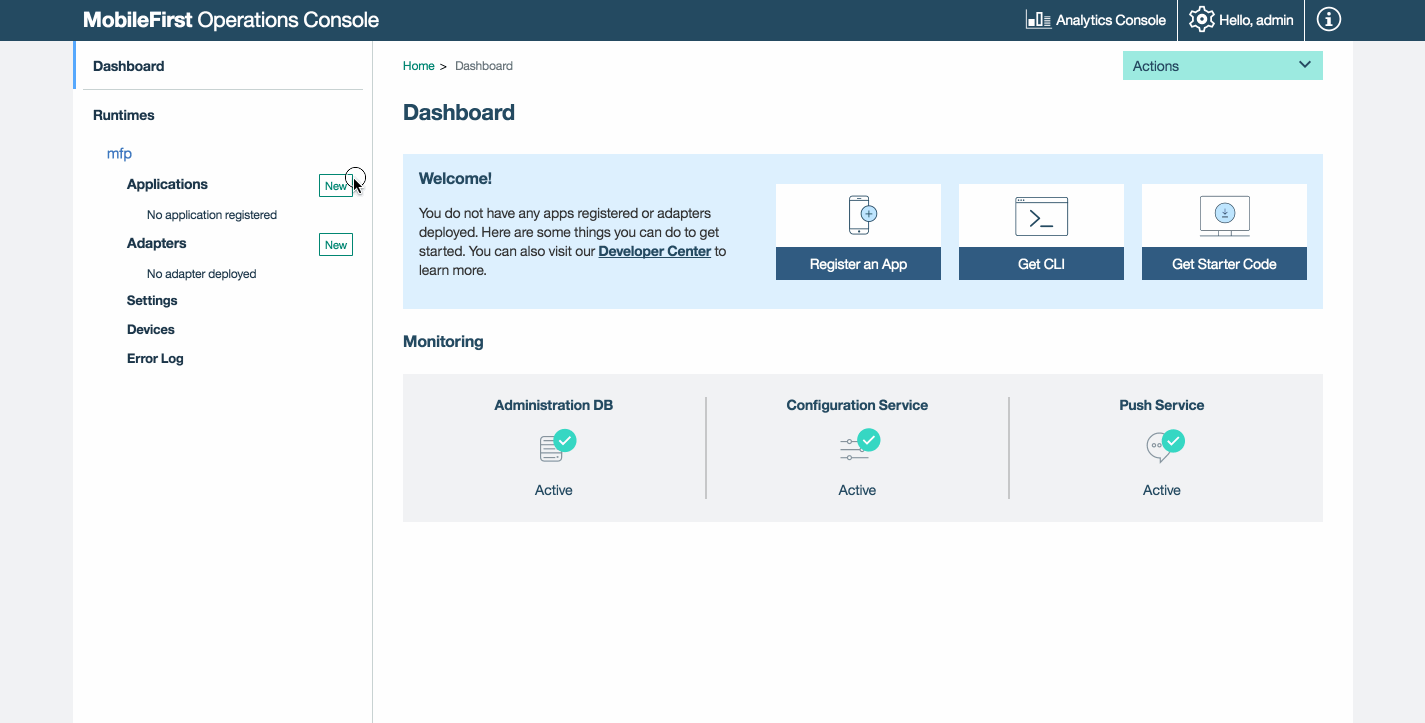 MobileFirst Operations Console
Analytics Console
Hello, admin
Dashboard
Runtimes
mfp
Applications
New
No application registered
Adapters
New
No adapter deployed
Settings
Devices
Error Log
Home > Dashboard
Actions
Dashboard
Welcome!
You do not have any apps registered or adapters
deployed. Here are some things you can do to get
started. You can also visit our Developer Center to
learn more.
Register an App
Get CLI
Get Starter Code
Monitoring
Administration DB
Active
Configuration Service
Active
Push Service
Active